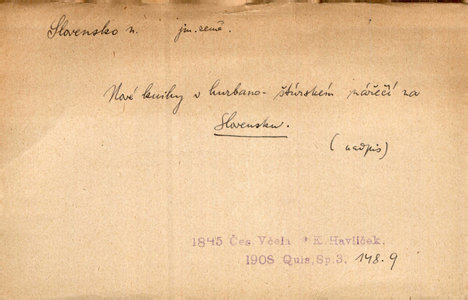 Slovensko n. jm. země.
Nové knihy v hurbano-štúrském nářečí na
Slovensku.
(nadpis)
1845 Čes. Včela * K. Havlíček.
1908 Quis, Sp. 3. 148.9